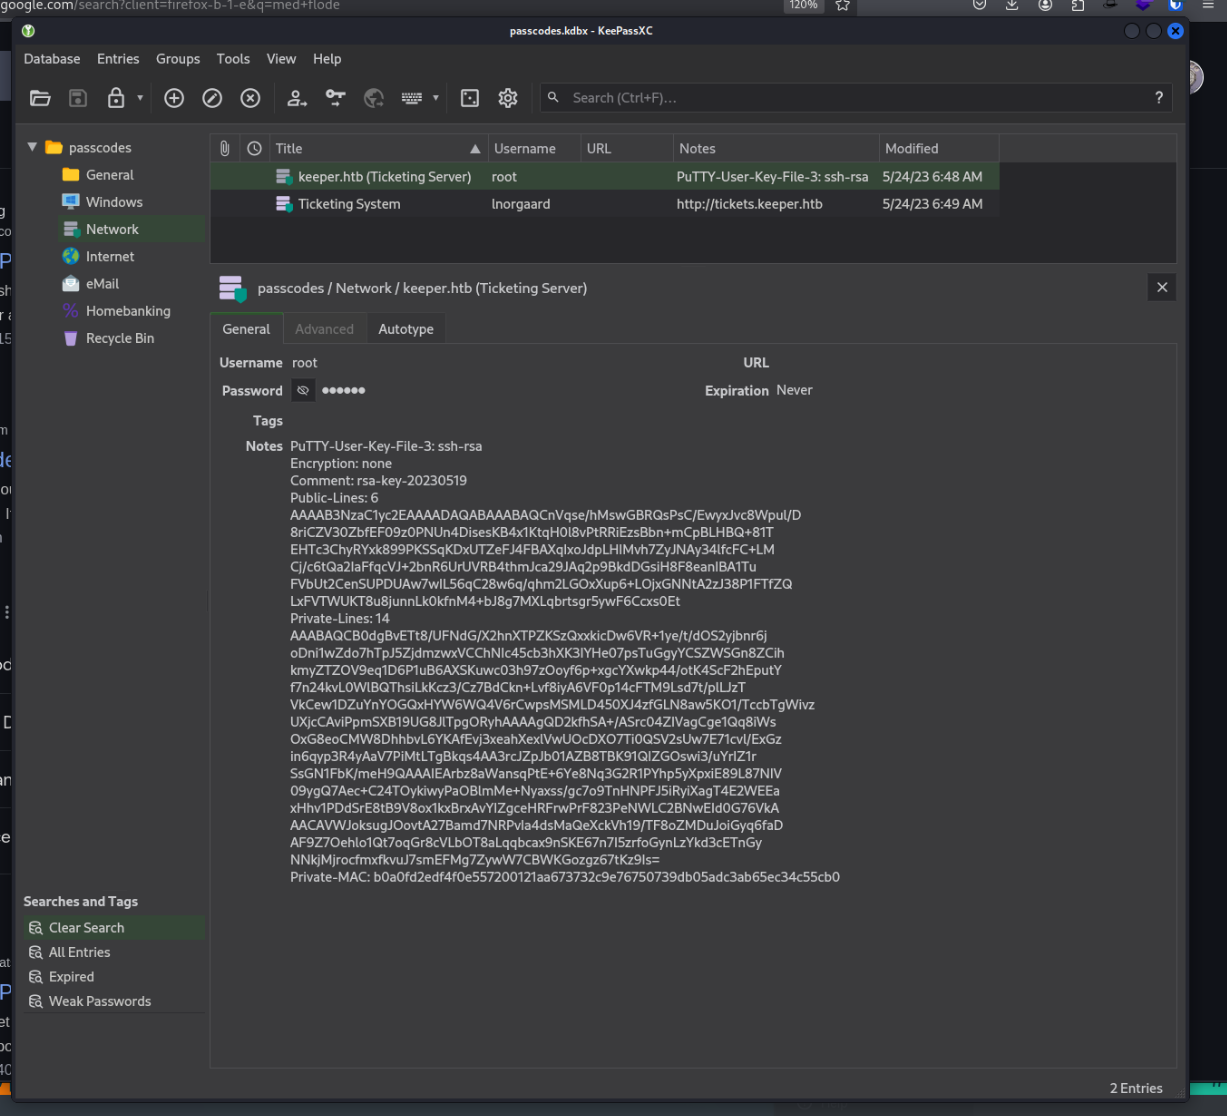 google.com/search?client=firefox-b-1-e&q=med+flode
120%
passcodes.kdbx - KeePassXC
Database Entries Groups Tools View Help
Search (Ctrl+F)...
?
passcodes
General
Windows
Network
Internet
eMail
Homebanking
Recycle Bin
Title Username URL Notes Modified
keeper.htb (Ticketing Server) root PuTTY-User-Key-File-3: ssh-rsa 5/24/23 6:48 AM
Ticketing System lnorgaard http://tickets.keeper.htb 5/24/23 6:49 AM
passcodes / Network / keeper.htb (Ticketing Server)
General Advanced Autotype
Username root URL
Password ●●●●●● Expiration Never
Tags
Notes PuTTY-User-Key-File-3: ssh-rsa
Encryption: none
Comment: rsa-key-20230519
Public-Lines: 6
AAAAB3NzaC1yc2EAAAADAQABAAABAQCnVqse/hMswGBRQsPsC/EwyxJvc8Wpul/D
8riCZV30ZbfEF09z0PNUn4DisesKB4x1KtqH0l8vPtRRiEzsBbn+mCpBLHBQ+81T
EHTc3ChyRYxk899PKSSqKDxUTZeFJ4FBAXqIxoJdpLHIMvh7ZyJNAy34lfcFC+LM
Cj/c6tQa2IaFfqcVJ+2bnR6UrUVRB4thmJca29JAq2p9BkdDGsiH8F8eanIBA1Tu
FVbUt2CenSUPDUAw7wIL56qC28w6q/qhm2LGOxXup6+LOjxGNNtA2zJ38P1FTfZQ
LxFVTWUKT8u8junnLk0kfnM4+bJ8g7MXLqbrtsgr5ywF6Ccxs0Et
Private-Lines: 14
AAABAQCB0dgBvETt8/UFNdG/X2hnXTPZKSzQxxkicDw6VR+1ye/t/dOS2yjbnr6j
oDni1wZdo7hTpJ5ZjdmzwxVCChNIc45cb3hXK3IYHe07psTuGgyYCSZWSGn8ZCih
kmyZTZOV9eq1D6P1uB6AXSKuwc03h97zOoyf6p+xgcYXwkp44/otK4ScF2hEputY
f7n24kvL0WlBQThsiLkKcz3/Cz7BdCkn+Lvf8iyA6VF0p14cFTM9Lsd7t/plLJzT
VkCew1DZuYnYOGQxHYW6WQ4V6rCwpsMSMLD450XJ4zfGLN8aw5KO1/TccbTgWivz
UXjcCAviPpmSXB19UG8JlTpgORyhAAAAgQD2kfhSA+/ASrc04ZIVagCge1Qq8iWs
OxG8eoCMW8DhhbvL6YKAfEvj3xeahXexlVwUOcDXO7Ti0QSV2sUw7E71cvl/ExGz
in6qyp3R4yAaV7PiMtLTgBkqs4AA3rcJZpJb01AZB8TBK91QIZGOswi3/uYrIZ1r
SsGN1FbK/meH9QAAAIEArbz8aWansqPtE+6Ye8Nq3G2R1PYhp5yXpxiE89L87NIV
09ygQ7Aec+C24TOykiwyPaOBlmMe+Nyaxss/gc7o9TnHNPFJ5iRyiXagT4E2WEEa
xHhv1PDdSrE8tB9V8ox1kxBrxAvYIZgceHRFrwPrF823PeNWLC2BNwEId0G76VkA
AACAVWJoksugJOovtA27Bamd7NRPvIa4dsMaQeXckVh19/TF8oZMDuJoiGyq6faD
AF9Z7Oehlo1Qt7oqGr8cVLbOT8aLqqbcax9nSKE67n7I5zrfoGynLzYkd3cETnGy
NNkjMjrocfmxfkvuJ7smEFMg7ZywW7CBWKGozgz67tKz9Is=
Private-MAC: b0a0fd2edf4f0e557200121aa673732c9e76750739db05adc3ab65ec34c55cb0
Searches and Tags
Clear Search
All Entries
Expired
Weak Passwords
2 Entries